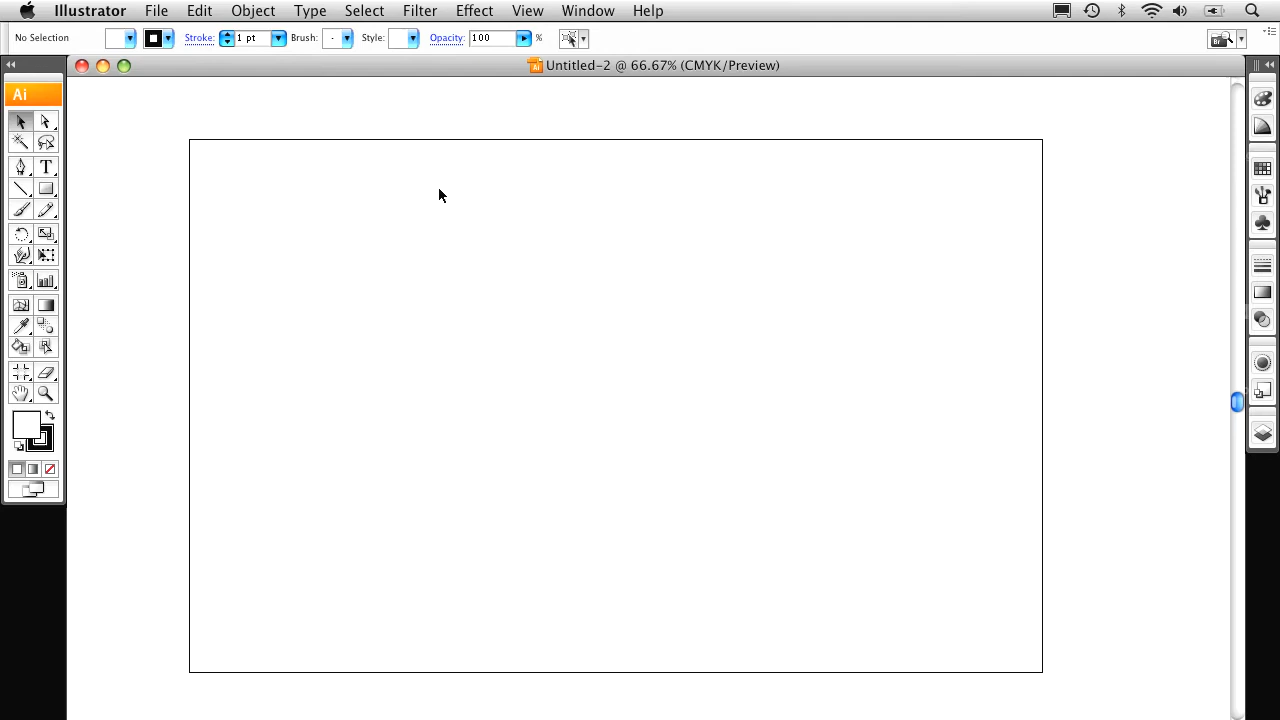 Illustrator File Edit Object Type Select Filter Effect View Window Help
No Selection Stroke: 1 pt Brush: Style: Opacity: 100 %
Untitled-2 @ 66.67% (CMYK/Preview)
Ai
T